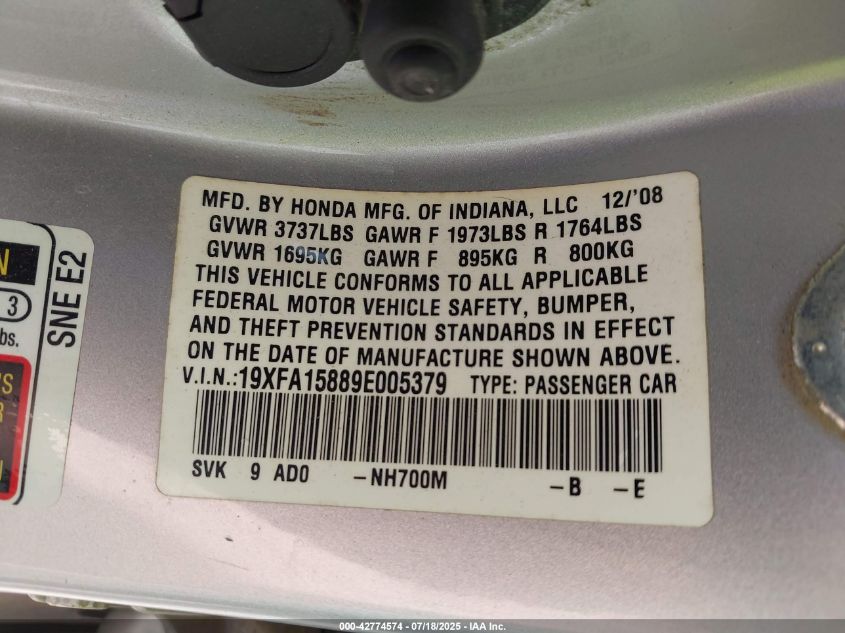 MFD. BY HONDA MFG. OF INDIANA, LLC 12/'08
GVWR 3737LBS GAWR F 1973LBS R 1764LBS
GVWR 1695KG GAWR F 895KG R 800KG
THIS VEHICLE CONFORMS TO ALL APPLICABLE
FEDERAL MOTOR VEHICLE SAFETY, BUMPER,
AND THEFT PREVENTION STANDARDS IN EFFECT
ON THE DATE OF MANUFACTURE SHOWN ABOVE.
V.I.N.:19XFA15889E005379 TYPE: PASSENGER CAR
SVK 9 AD0 -NH700M -B -E
N
3
bs.
SNE E2
000-42774574 / 07/18/2025 - IAA Inc.